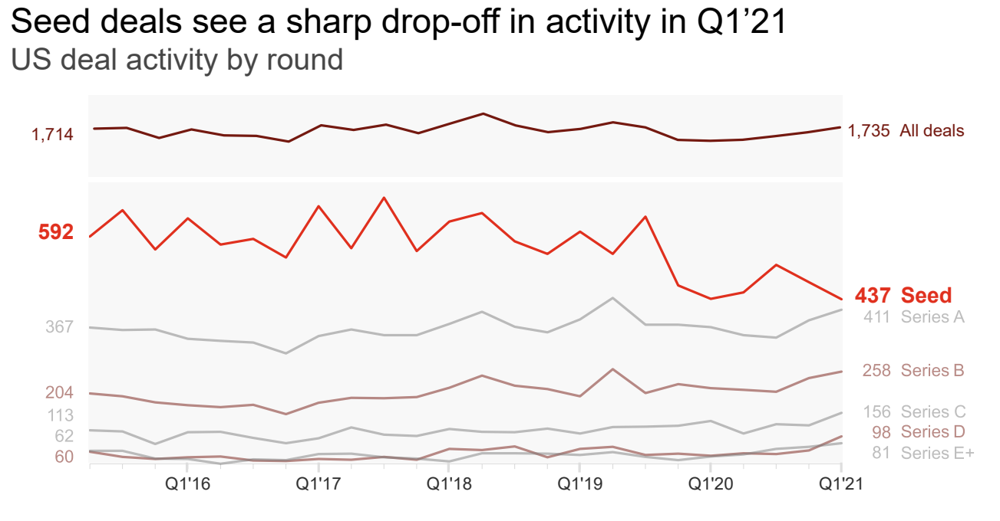 Seed deals see a sharp drop-off in activity in Q1’21
US deal activity by round
1,714
1,735 All deals
592
437 Seed
367
411 Series A
204
258 Series B
113
156 Series C
62
98 Series D
60
81 Series E+
Q1'16 Q1'17 Q1'18 Q1'19 Q1'20 Q1'21